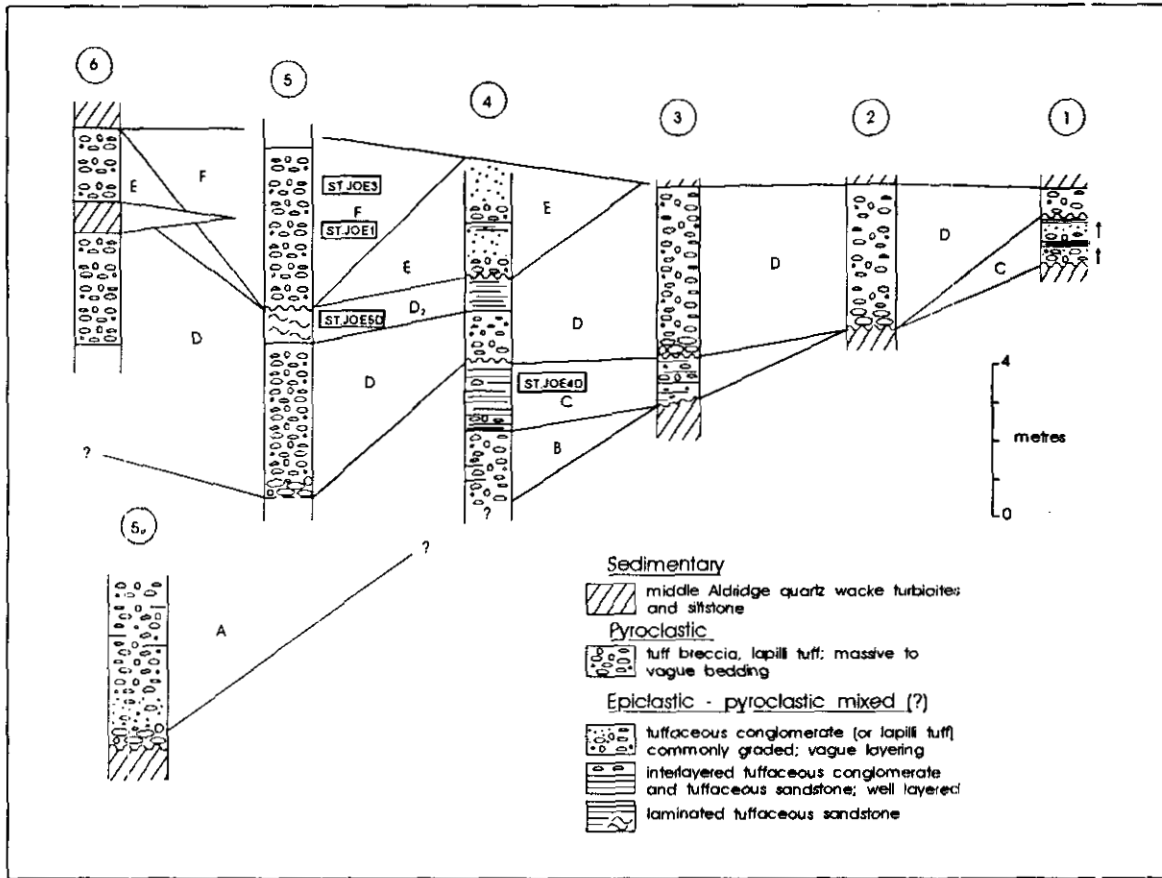 6
5
4
3
2
1
E
F
ST.JOE3
F
ST.JOE1
E
E
D
C
D
D
D
D₂
ST.JOE5D
D
D
ST.JOE4D
C
B
?
?
4
metres
0
5ᵥ
?
A
Sedimentary
middle Aldridge quartz wacke turbidites
and siltstone
Pyroclastic
tuff breccia, lapilli tuff; massive to
vague bedding
Epiclastic - pyroclastic mixed (?)
tuffaceous conglomerate (or lapilli tuff)
commonly graded; vague layering
interlayered tuffaceous conglomerate
and tuffaceous sandstone; well layered
laminated tuffaceous sandstone